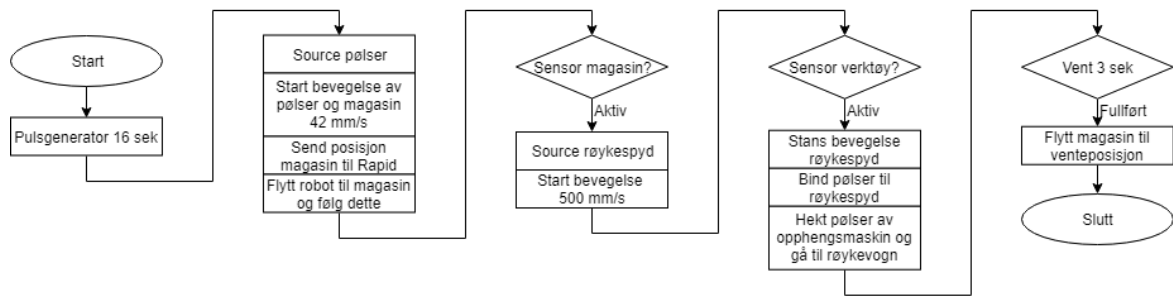 Start
Pulsgenerator 16 sek
Source pølser
Start bevegelse av
pølser og magasin
42 mm/s
Send posisjon
magasin til Rapid
Flytt robot til magasin
og følg dette
Sensor magasin?
Aktiv
Source røykespyd
Start bevegelse
500 mm/s
Sensor verktøy?
Aktiv
Stans bevegelse
røykespyd
Bind pølser til
røykespyd
Hekt pølser av
opphengsmaskin og
gå til røykevogn
Vent 3 sek
Fullført
Flytt magasin til
venteposisjon
Slutt